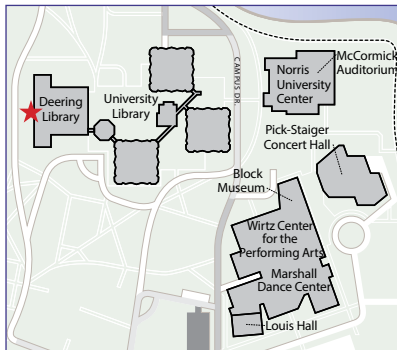 Deering
Library
University
Library
CAMPUS DR.
Norris
University
Center
McCormick
Auditorium
Pick-Staiger
Concert Hall
Block
Museum
Wirtz Center
for the
Performing Arts
Marshall
Dance Center
Louis Hall